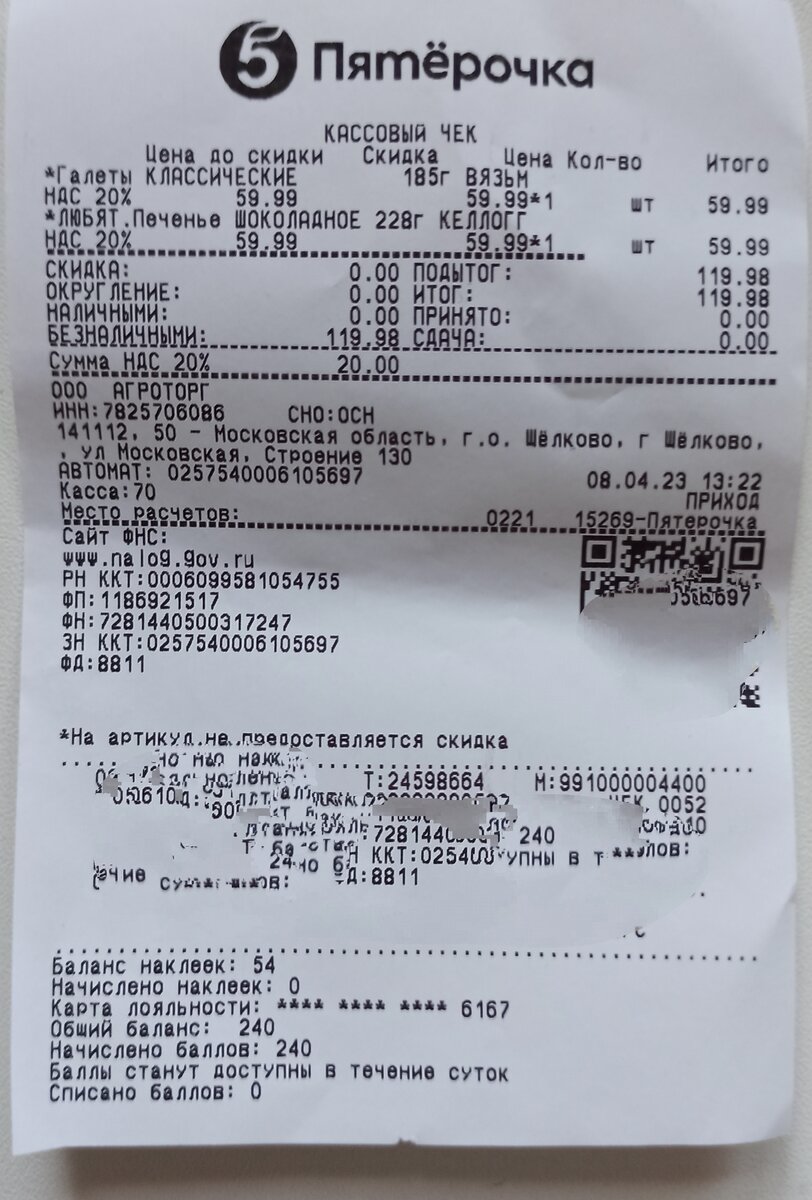 5 Пятёрочка
КАССОВЫЙ ЧЕК
Цена до скидки Скидка Цена Кол-во Итого
*Галеты КЛАССИЧЕСКИЕ 185г ВЯЗЬМ
НДС 20% 59.99 59.99*1 шт 59.99
*ЛЮБЯТ.Печенье ШОКОЛАДНОЕ 228г КЕЛЛОГГ
НДС 20% 59.99 59.99*1 шт 59.99
СКИДКА: 0.00 ПОДЫТОГ: 119.98
ОКРУГЛЕНИЕ: 0.00 ИТОГ: 119.98
НАЛИЧНЫМИ: 0.00 ПРИНЯТО: 0.00
БЕЗНАЛИЧНЫМИ: 119.98 СДАЧА: 0.00
Сумма НДС 20% 20.00
ООО АГРОТОРГ
ИНН:7825706086 СНО:ОСН
141112, 50 - Московская область, г.о. Щёлково, г Щёлково,
, ул Московская, Строение 130
АВТОМАТ: 0257540006105697 08.04.23 13:22
Касса:70 ПРИХОД
Место расчетов: 0221 15269-Пятерочка
Сайт ФНС:
www.nalog.gov.ru
РН ККТ:0006099581054755
ФП:1186921517
ФН:7281440500317247
ЗН ККТ:0257540006105697
ФД:8811
*На артикул не предоставляется скидка
Т:24598664 М:991000004400
ЧЕК 0052
240
ККТ:0254
Д:8811
Баланс наклеек: 54
Начислено наклеек: 0
Карта лояльности: **** **** **** 6167
Общий баланс: 240
Начислено баллов: 240
Баллы станут доступны в течение суток
Списано баллов: 0